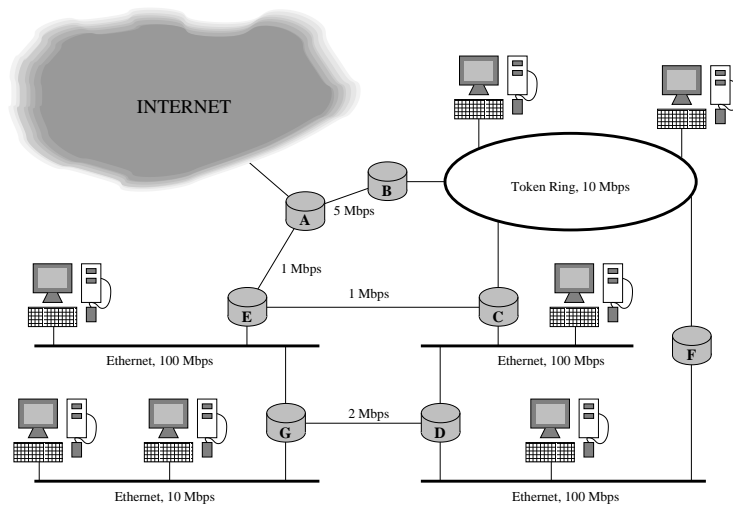 INTERNET
B
Token Ring, 10 Mbps
A
5 Mbps
1 Mbps
1 Mbps
E
C
F
Ethernet, 100 Mbps
Ethernet, 100 Mbps
2 Mbps
G
D
Ethernet, 10 Mbps
Ethernet, 100 Mbps